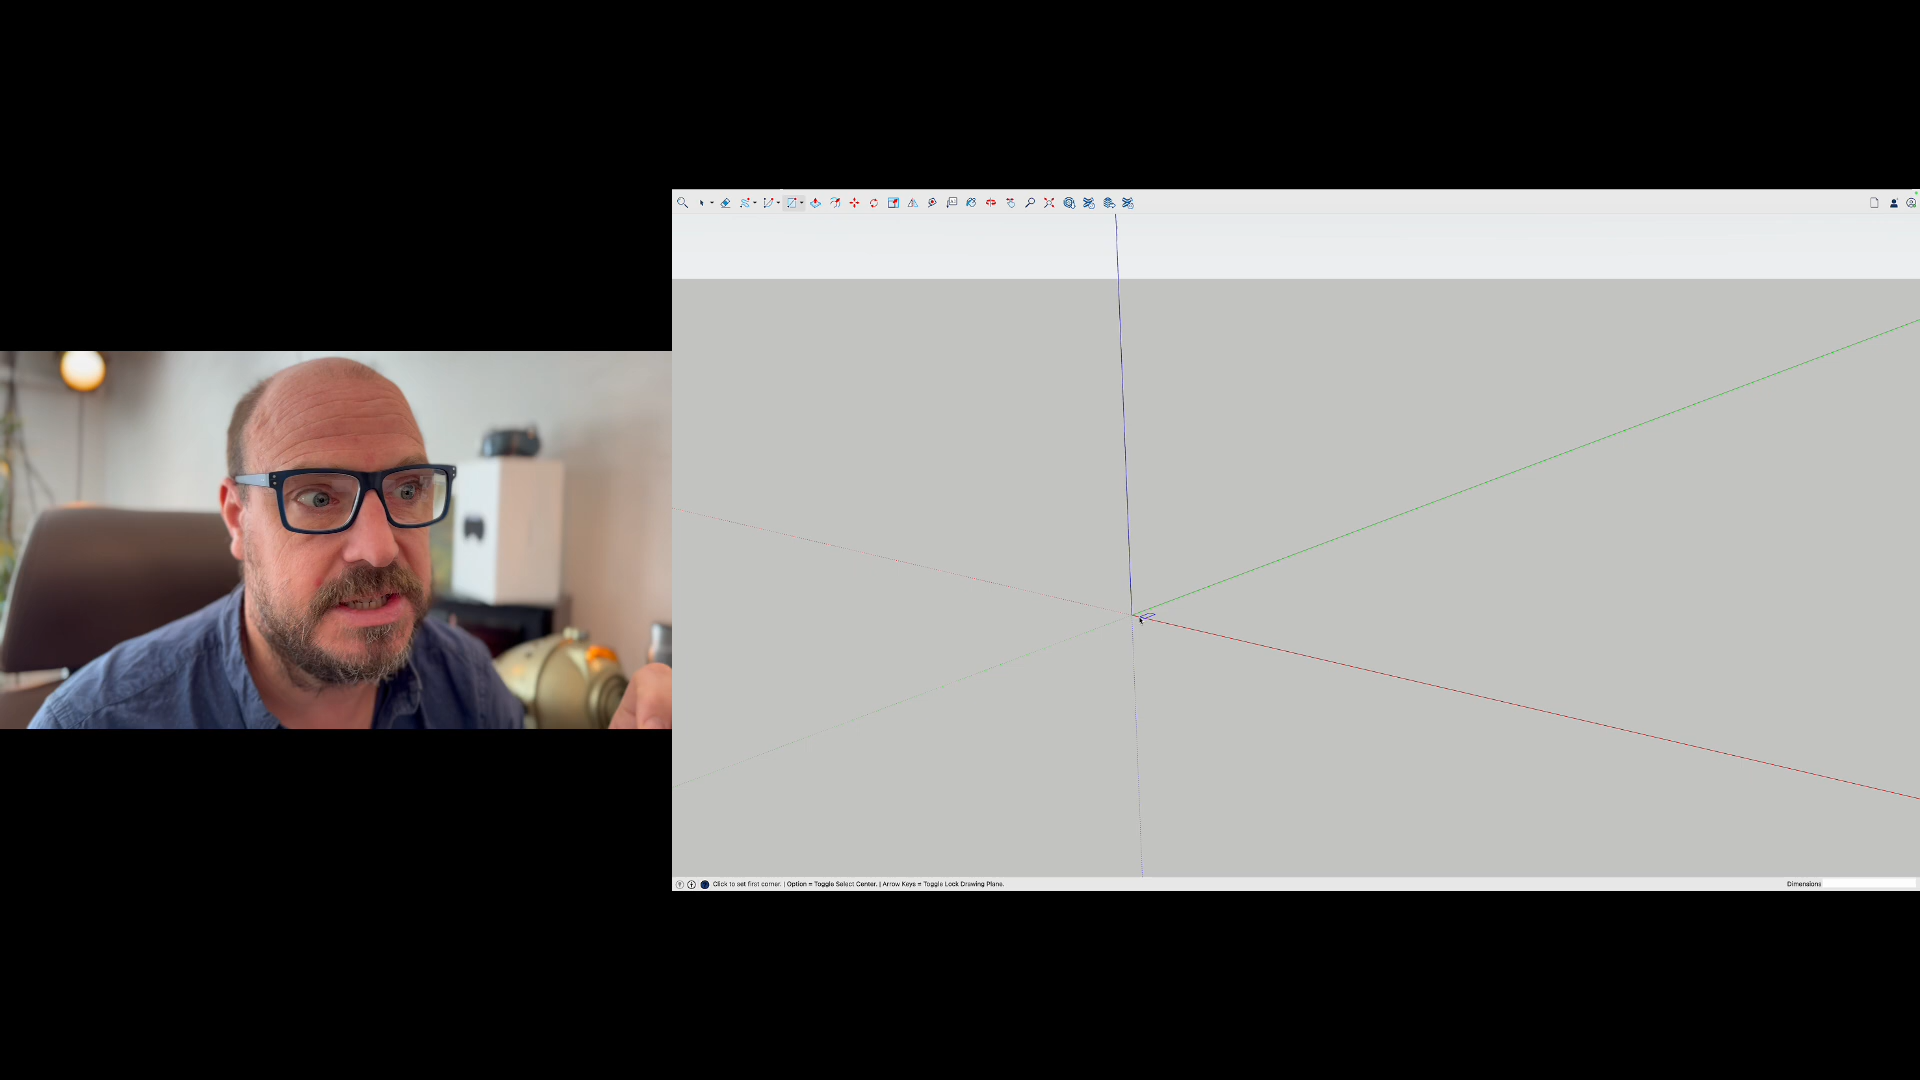 Click to set first corner. | Option = Toggle Select Center. | Arrow Keys = Toggle Lock Drawing Plane.
Dimensions